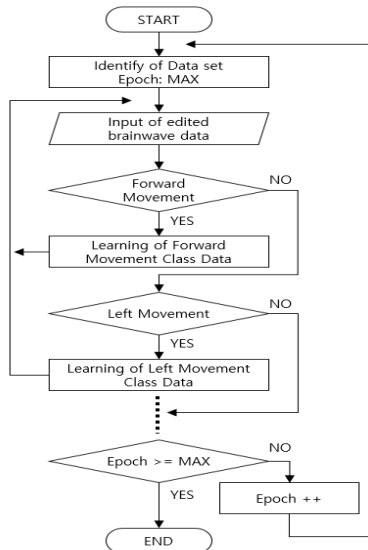 START
Identify of Data set
Epoch: MAX
Input of edited
brainwave data
Forward
Movement
NO
YES
Learning of Forward
Movement Class Data
Left Movement
NO
YES
Learning of Left Movement
Class Data
Epoch >= MAX
NO
YES
Epoch ++
END